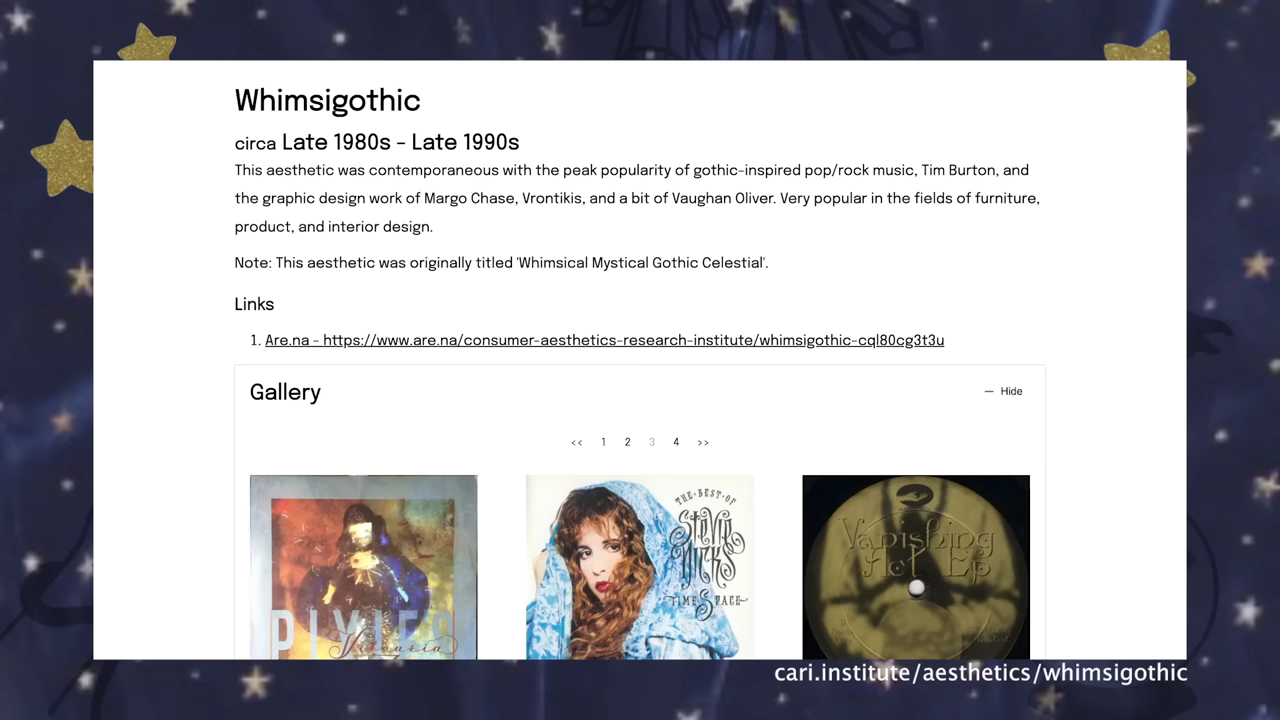 Whimsigothic
circa Late 1980s – Late 1990s
This aesthetic was contemporaneous with the peak popularity of gothic-inspired pop/rock music, Tim Burton, and
the graphic design work of Margo Chase, Vrontikis, and a bit of Vaughan Oliver. Very popular in the fields of furniture,
product, and interior design.
Note: This aesthetic was originally titled 'Whimsical Mystical Gothic Celestial'.
Links
1. Are.na - https://www.are.na/consumer-aesthetics-research-institute/whimsigothic-cql80cg3t3u
Gallery
— Hide
<< 1 2 3 4 >>
PIXIES
Velouria
THE·BEST·OF
STEVIE
NICKS
TIMESPACE
Vanishing
Act Ep
cari.institute/aesthetics/whimsigothic